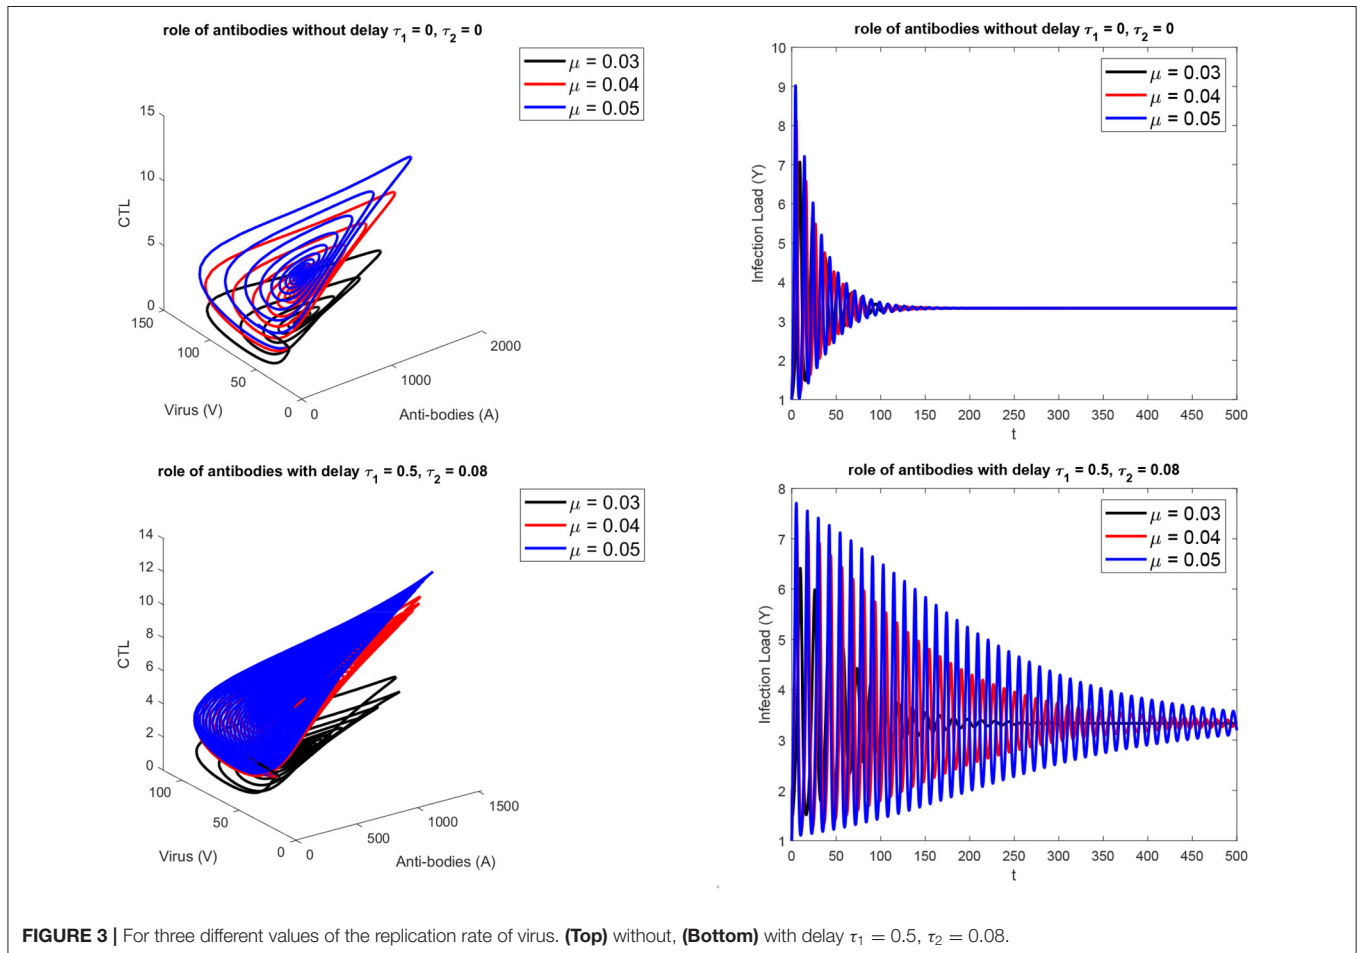 role of antibodies without delay τ1 = 0, τ2 = 0
μ = 0.03
μ = 0.04
μ = 0.05
15
10
5
0
CTL
150
100
50
0
Virus (V)
0
1000
2000
Anti-bodies (A)
role of antibodies without delay τ1 = 0, τ2 = 0
μ = 0.03
μ = 0.04
μ = 0.05
10
9
8
7
6
5
4
3
2
1
Infection Load (Y)
0 50 100 150 200 250 300 350 400 450 500
t
role of antibodies with delay τ1 = 0.5, τ2 = 0.08
μ = 0.03
μ = 0.04
μ = 0.05
14
12
10
8
6
4
2
0
CTL
100
50
0
Virus (V)
0
500
1000
1500
Anti-bodies (A)
role of antibodies with delay τ1 = 0.5, τ2 = 0.08
μ = 0.03
μ = 0.04
μ = 0.05
8
7
6
5
4
3
2
1
Infection Load (Y)
0 50 100 150 200 250 300 350 400 450 500
t
FIGURE 3 | For three different values of the replication rate of virus. (Top) without, (Bottom) with delay τ1 = 0.5, τ2 = 0.08.